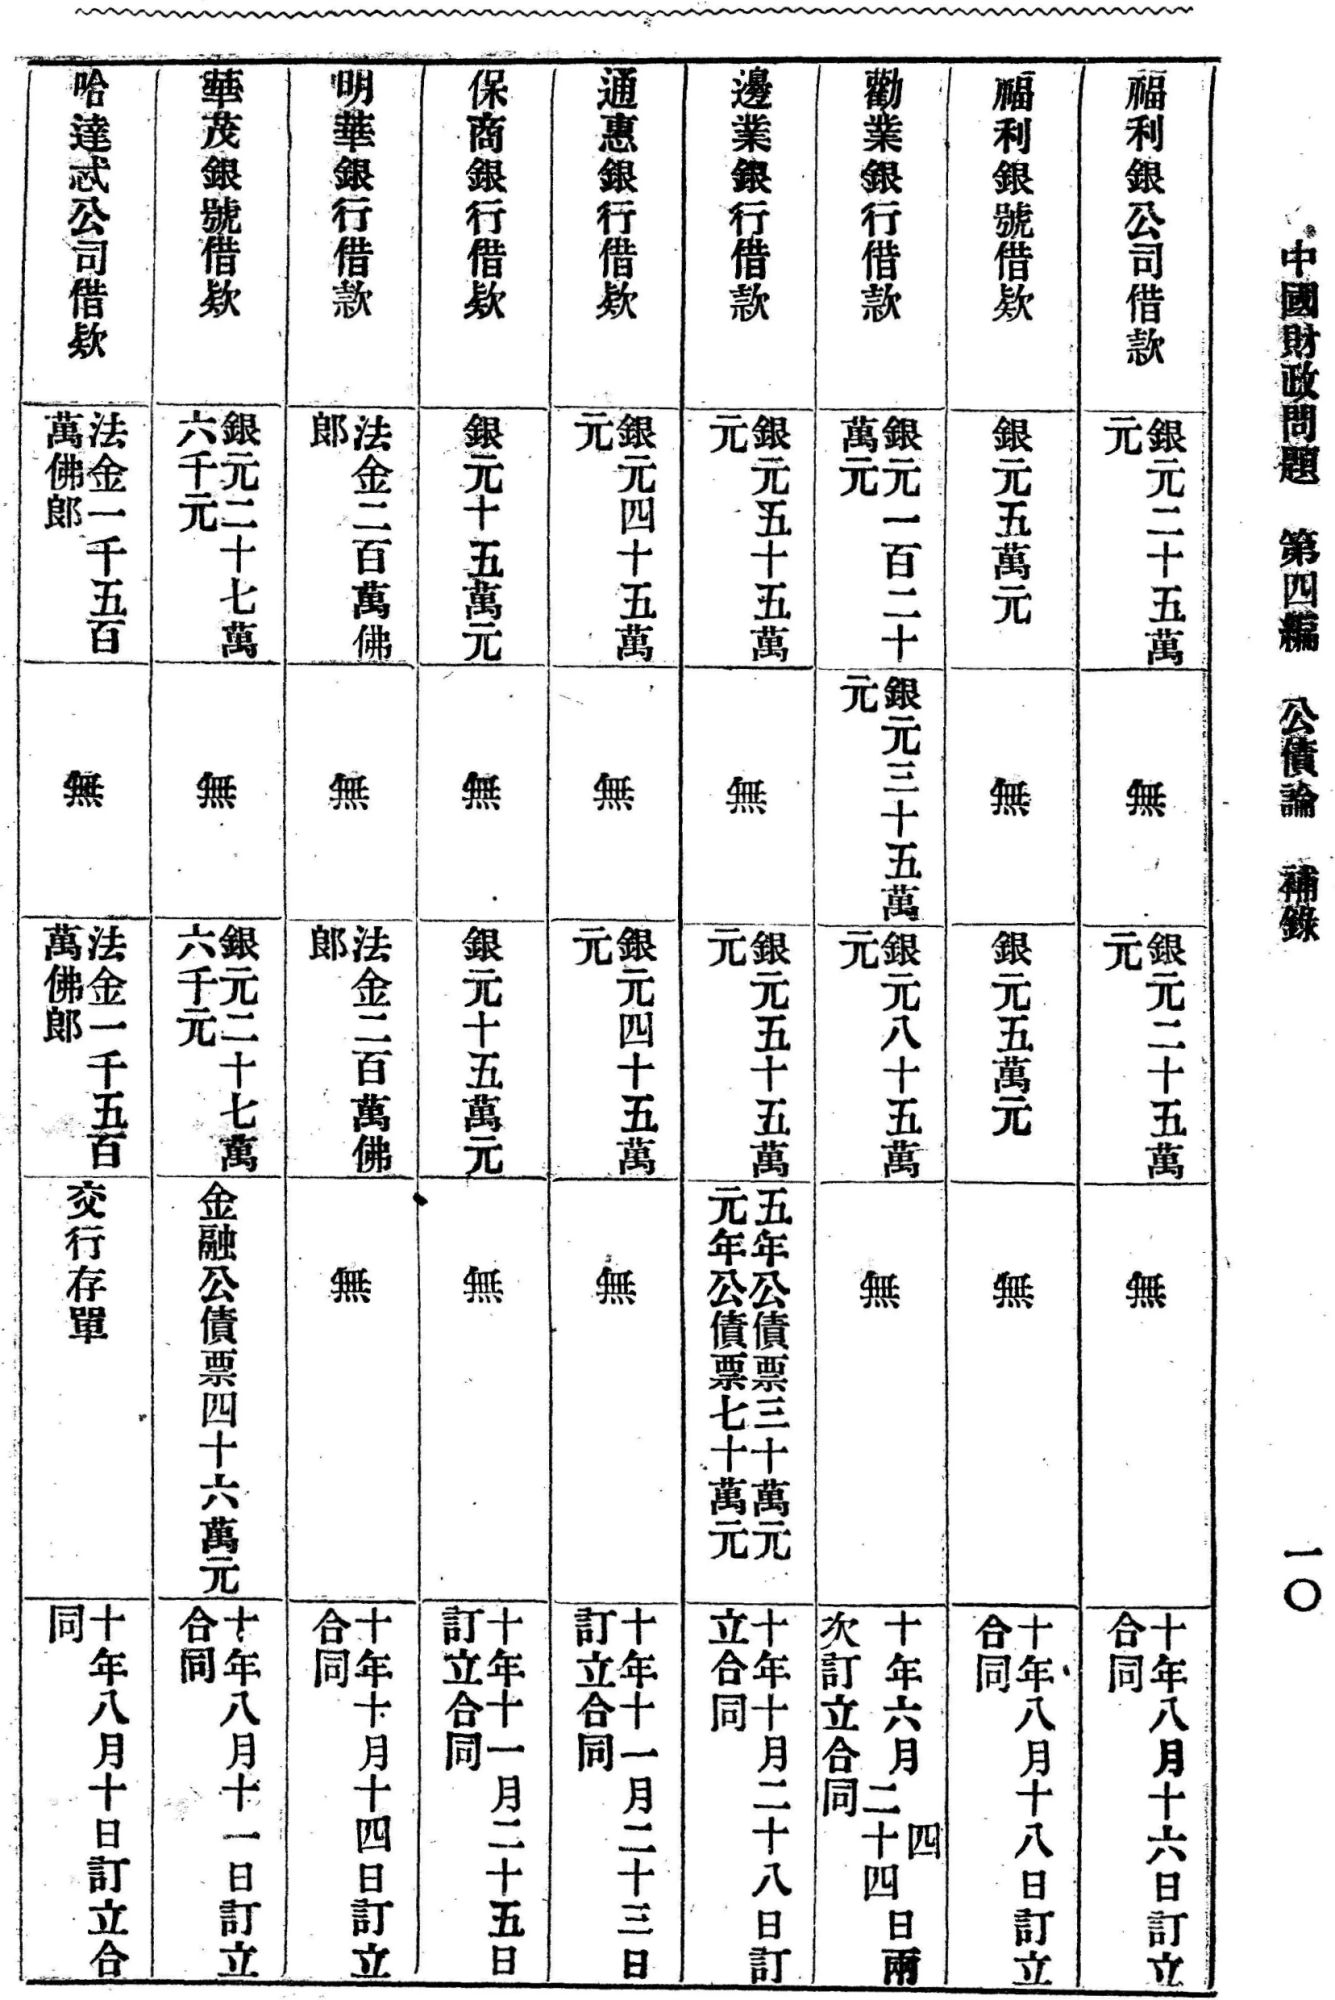 中國財政問題　第四編　公債論　補錄　一〇
福利銀公司借款
銀元二十五萬
元
無
銀元二十五萬
元
無
十年八月十六日訂立
合同
福利銀號借欵
銀元五萬元
無
銀元五萬元
無
十年八月十八日訂立
合同
勸業銀行借款
銀元一百二十
萬元
銀元三十五萬
元
銀元八十五萬
元
無
十年六月 四 二十四 日兩
次訂立合同
邊業銀行借款
銀元五十五萬
元
無
銀元五十五萬
元
五年公債票三十萬元
元年公債票七十萬元
十年十月二十八日訂
立合同
通惠銀行借欵
銀元四十五萬
元
無
銀元四十五萬
元
無
十年十一月二十三日
訂立合同
保商銀行借欵
銀元十五萬元
無
銀元十五萬元
無
十年十一月二十五日
訂立合同
明華銀行借款
法金二百萬佛
郎
無
法金二百萬佛
郎
無
十年十月十四日訂立
合同
華茂銀號借欵
銀元二十七萬
六千元
無
銀元二十七萬
六千元
金融公債票四十六萬元
十年八月十一日訂立
合同
哈達忒公司借欵
法金一千五百
萬佛郎
無
法金一千五百
萬佛郎
交行存單
十年八月十日訂立合
同